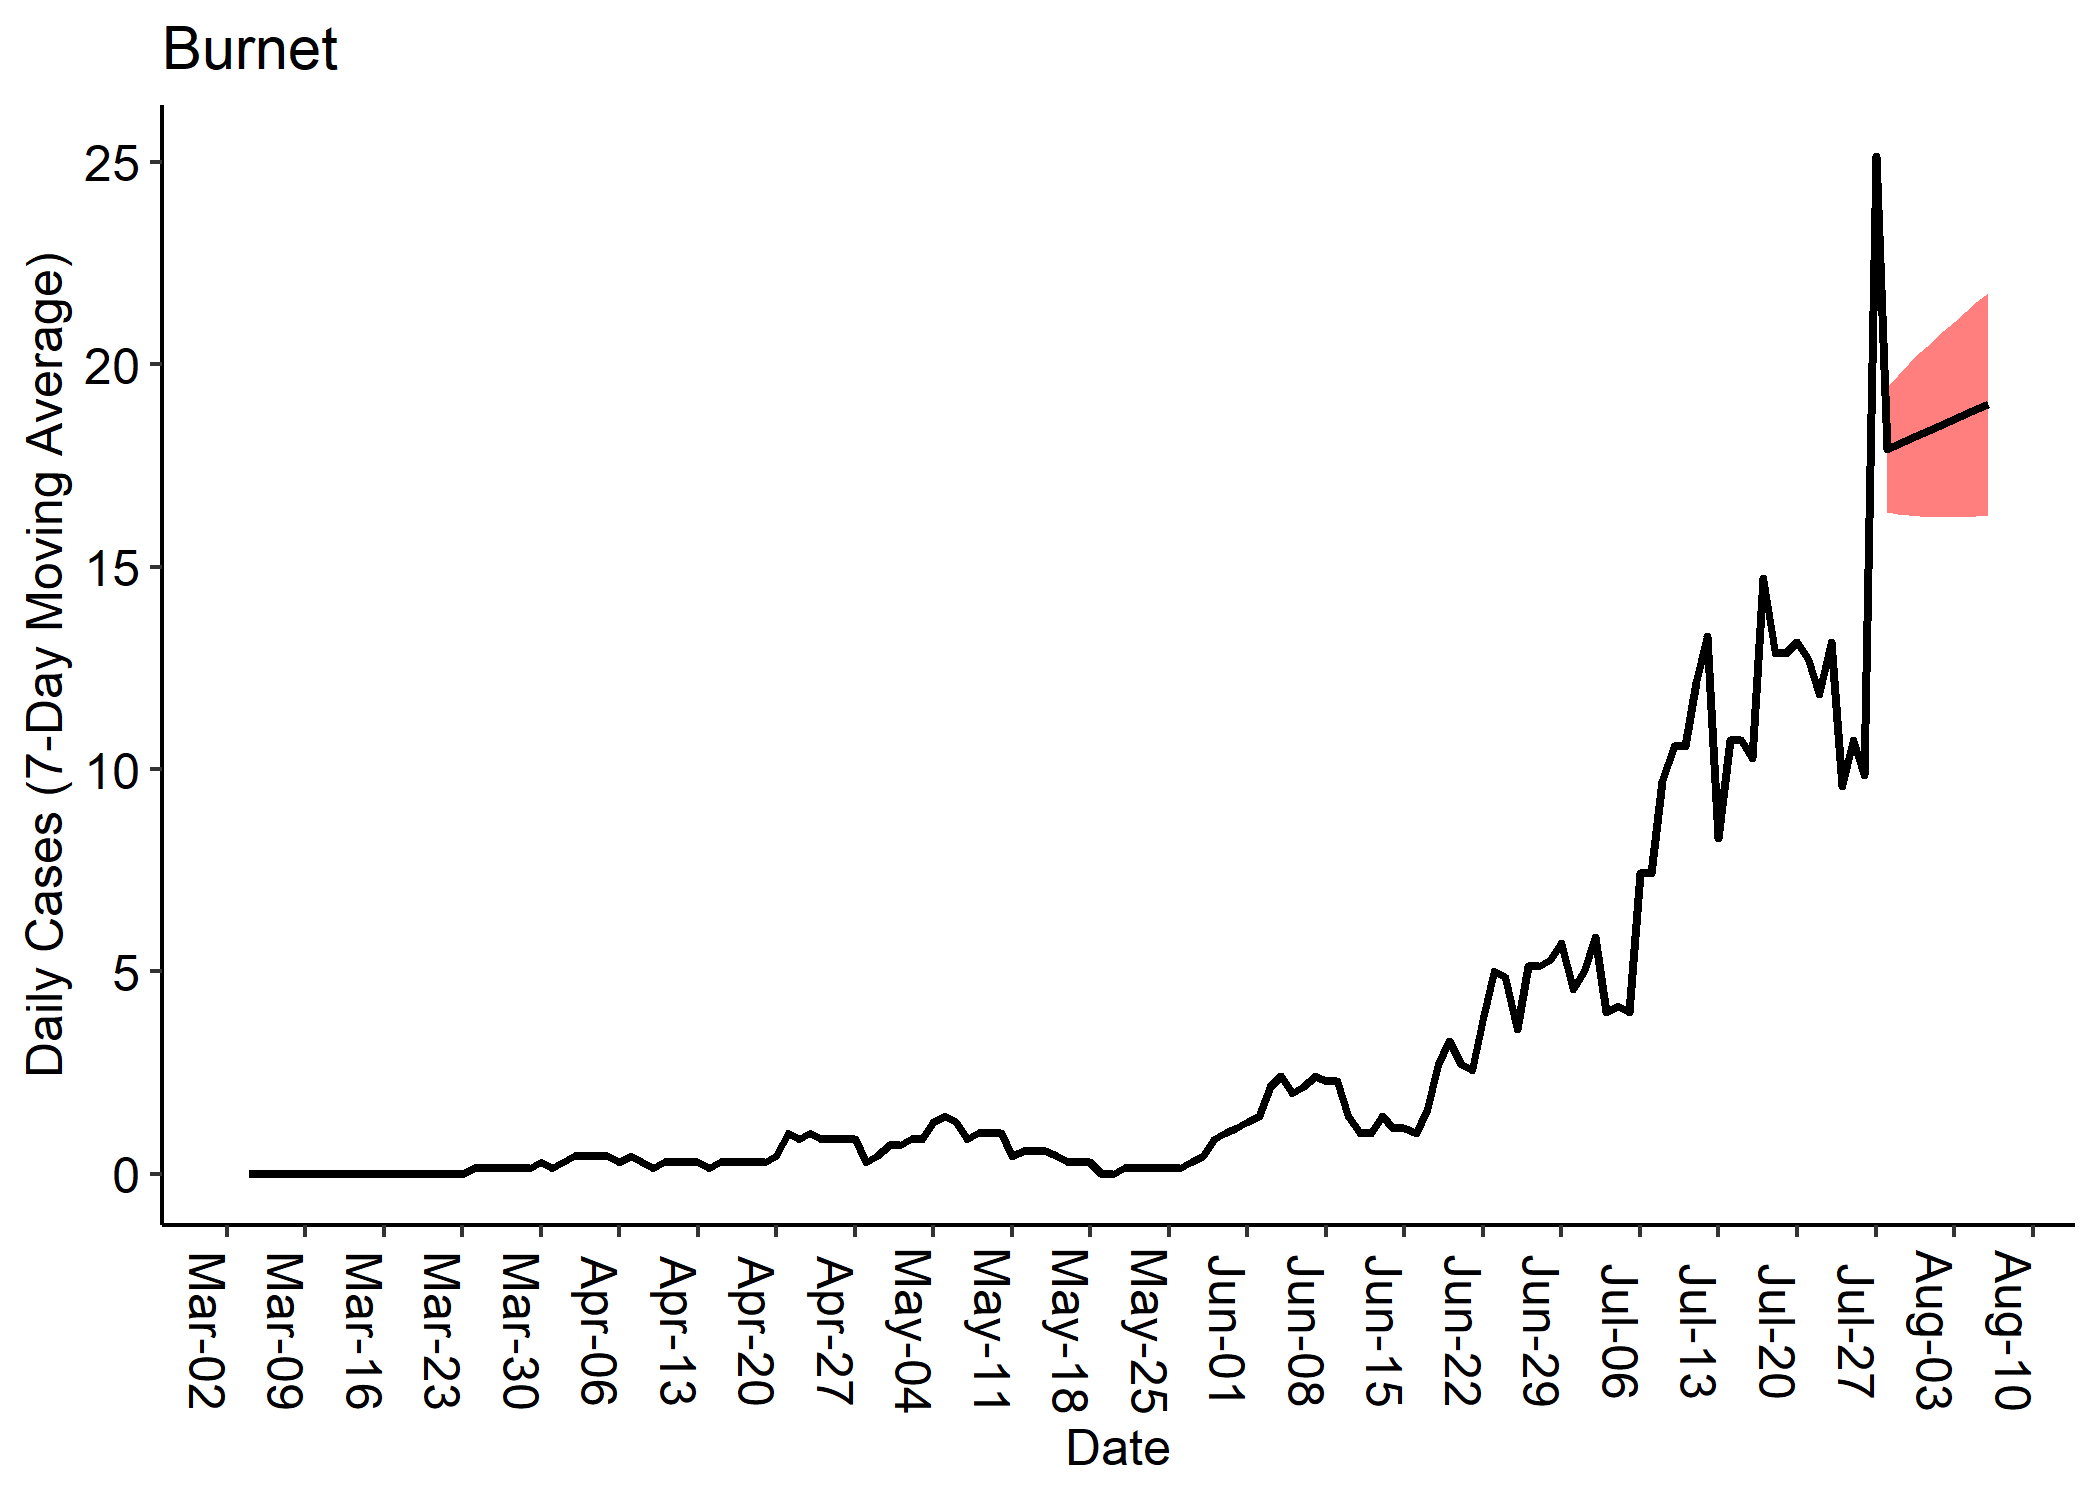 Burnet
Daily Cases (7-Day Moving Average)
25
20
15
10
5
0
Mar-02
Mar-09
Mar-16
Mar-23
Mar-30
Apr-06
Apr-13
Apr-20
Apr-27
May-04
May-11
May-18
May-25
Jun-01
Jun-08
Jun-15
Jun-22
Jun-29
Jul-06
Jul-13
Jul-20
Jul-27
Aug-03
Aug-10
Date